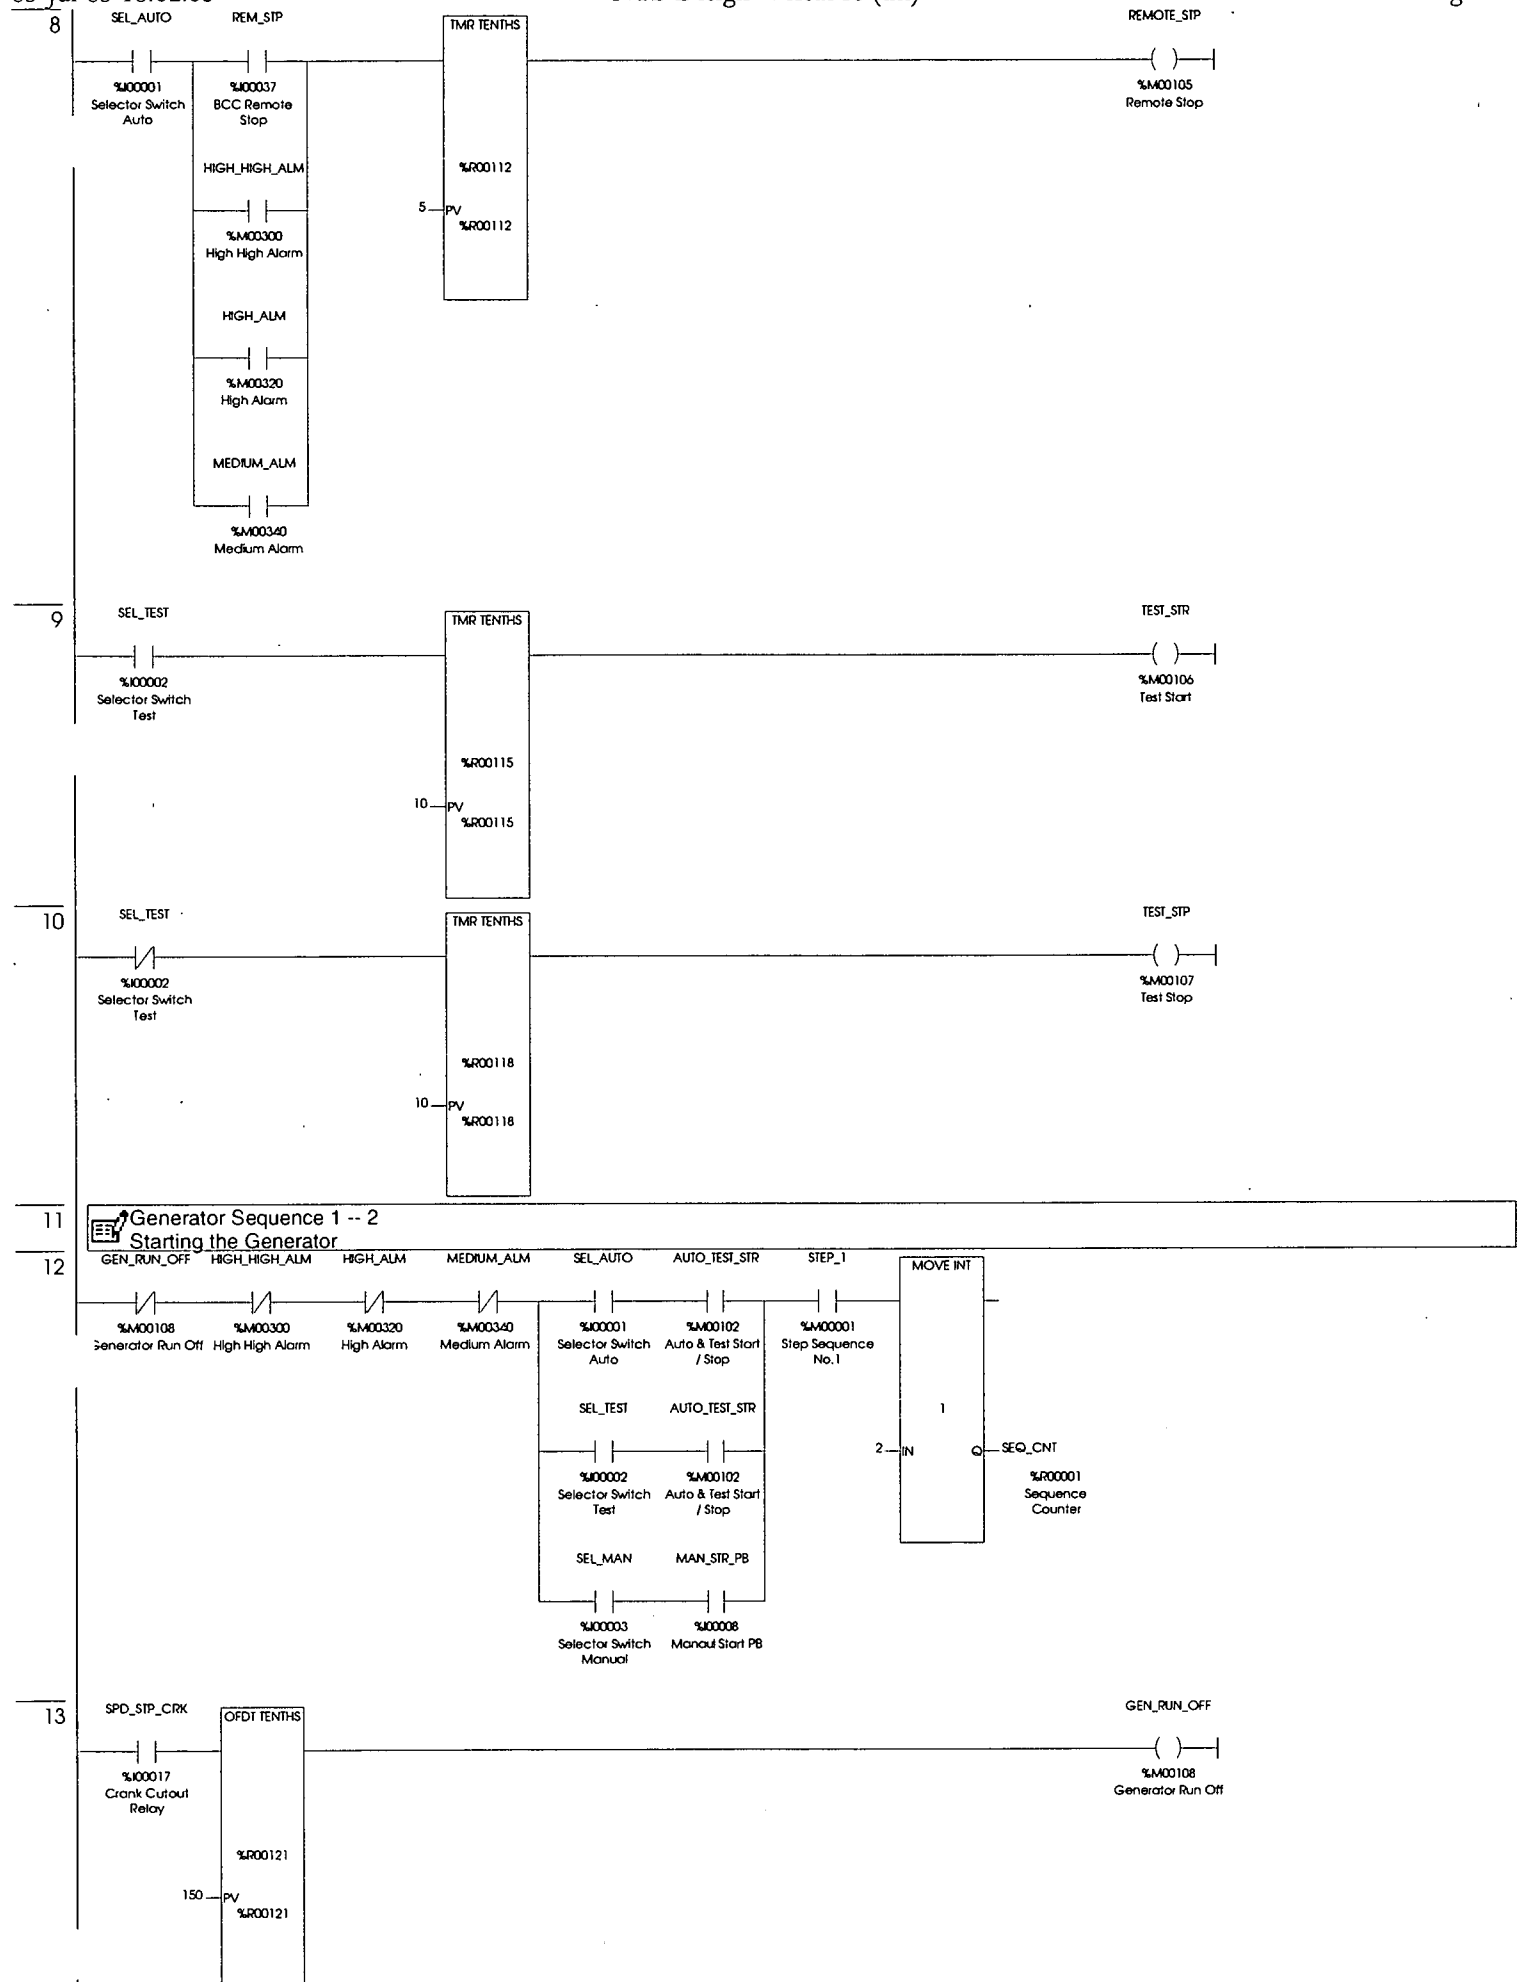 8
SEL_AUTO REM_STP TMR TENTHS REMOTE_STP
%I00001 %I00037 %M00105
Selector Switch BCC Remote Remote Stop
Auto Stop
HIGH_HIGH_ALM %R00112
5 PV
%M00300 %R00112
High High Alarm
HIGH_ALM
%M00320
High Alarm
MEDIUM_ALM
%M00340
Medium Alarm
9
SEL_TEST TMR TENTHS TEST_STR
%I00002 %M00106
Selector Switch Test Start
Test
%R00115
10 PV
%R00115
10
SEL_TEST TMR TENTHS TEST_STP
%I00002 %M00107
Selector Switch Test Stop
Test
%R00118
10 PV
%R00118
11
Generator Sequence 1 -- 2
Starting the Generator
12
GEN_RUN_OFF HIGH_HIGH_ALM HIGH_ALM MEDIUM_ALM SEL_AUTO AUTO_TEST_STR STEP_1 MOVE INT
%M00108 %M00300 %M00320 %M00340 %I00001 %M00102 %M00001
Generator Run Off High High Alarm High Alarm Medium Alarm Selector Switch Auto & Test Start Step Sequence
Auto / Stop No.1
SEL_TEST AUTO_TEST_STR 1
2 IN Q SEQ_CNT
%I00002 %M00102 %R00001
Selector Switch Auto & Test Start Sequence
Test / Stop Counter
SEL_MAN MAN_STR_PB
%I00003 %I00008
Selector Switch Manaul Start PB
Manual
13
SPD_STP_CRK OFDT TENTHS GEN_RUN_OFF
%I00017 %M00108
Crank Cutout Generator Run Off
Relay
%R00121
150 PV
%R00121